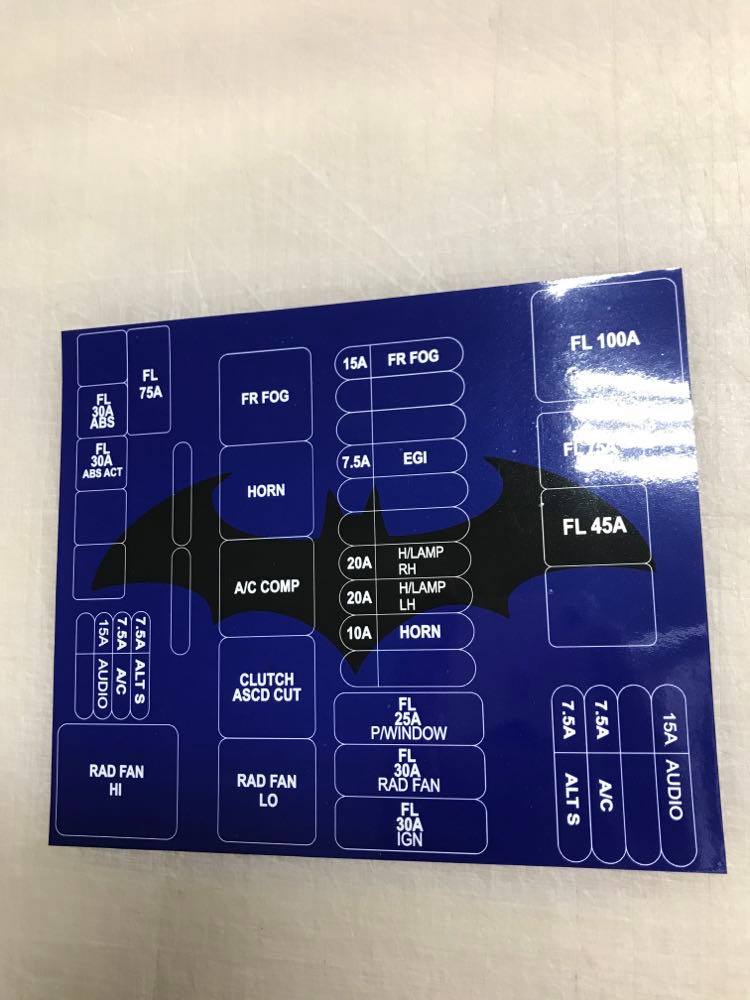 FL
75A
FL
30A
ABS
FL
30A
ABS ACT
15A AUDIO
7.5A A/C
7.5A ALT S
RAD FAN
HI
FR FOG
HORN
A/C COMP
CLUTCH
ASCD CUT
RAD FAN
LO
15A FR FOG
7.5A EGI
20A H/LAMP
RH
20A H/LAMP
LH
10A HORN
FL
25A
P/WINDOW
FL
30A
RAD FAN
FL
30A
IGN
FL 100A
FL 75A
FL 45A
7.5A ALT S
7.5A A/C
15A AUDIO